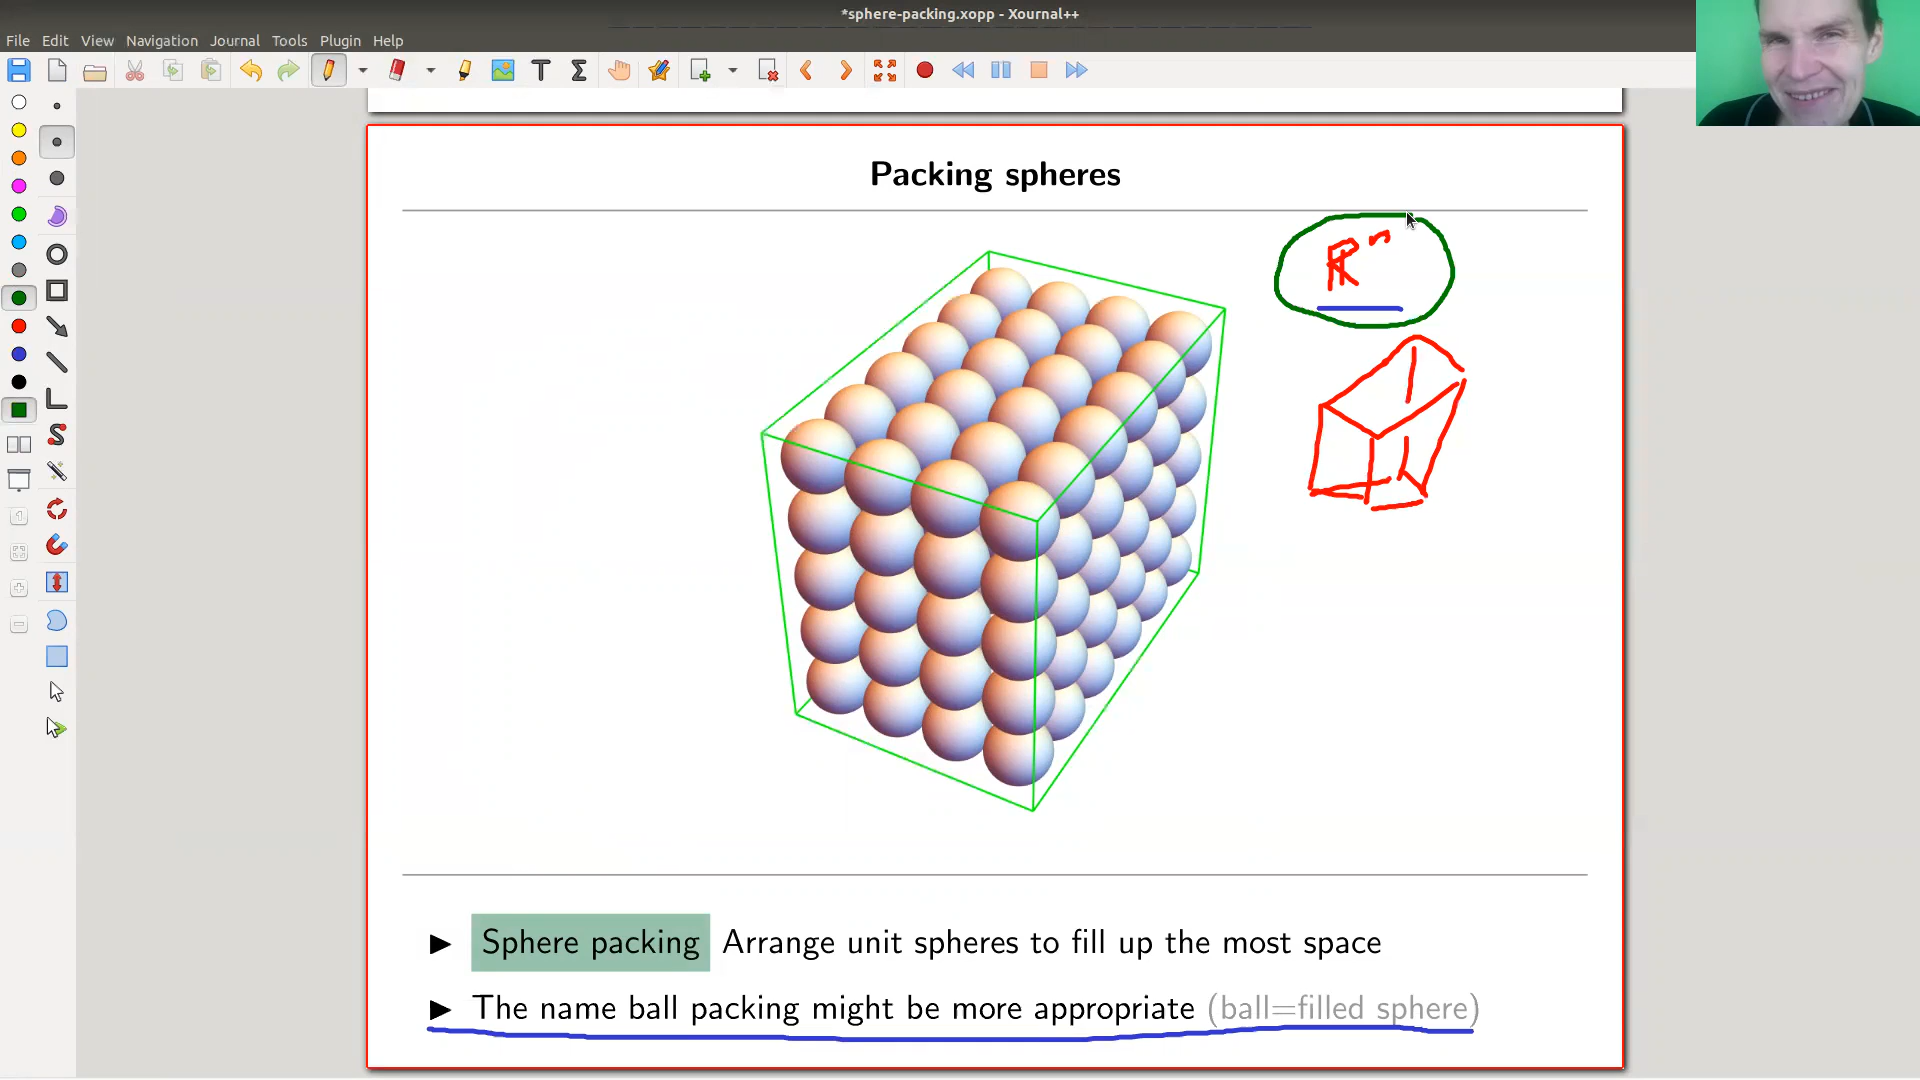 *sphere-packing.xopp - Xournal++
File Edit View Navigation Journal Tools Plugin Help
Packing spheres
ℝⁿ
► Sphere packing Arrange unit spheres to fill up the most space
► The name ball packing might be more appropriate (ball=filled sphere)